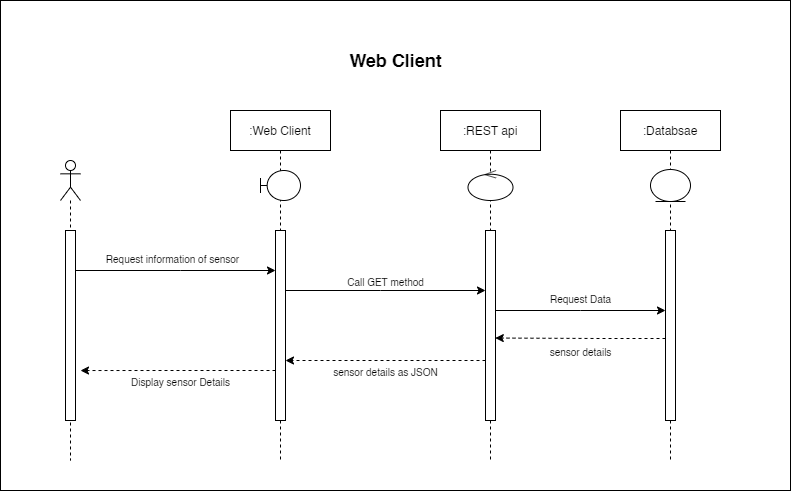 Web Client
:Web Client
:REST api
:Databsae
Request information of sensor
Call GET method
Request Data
sensor details
sensor details as JSON
Display sensor Details